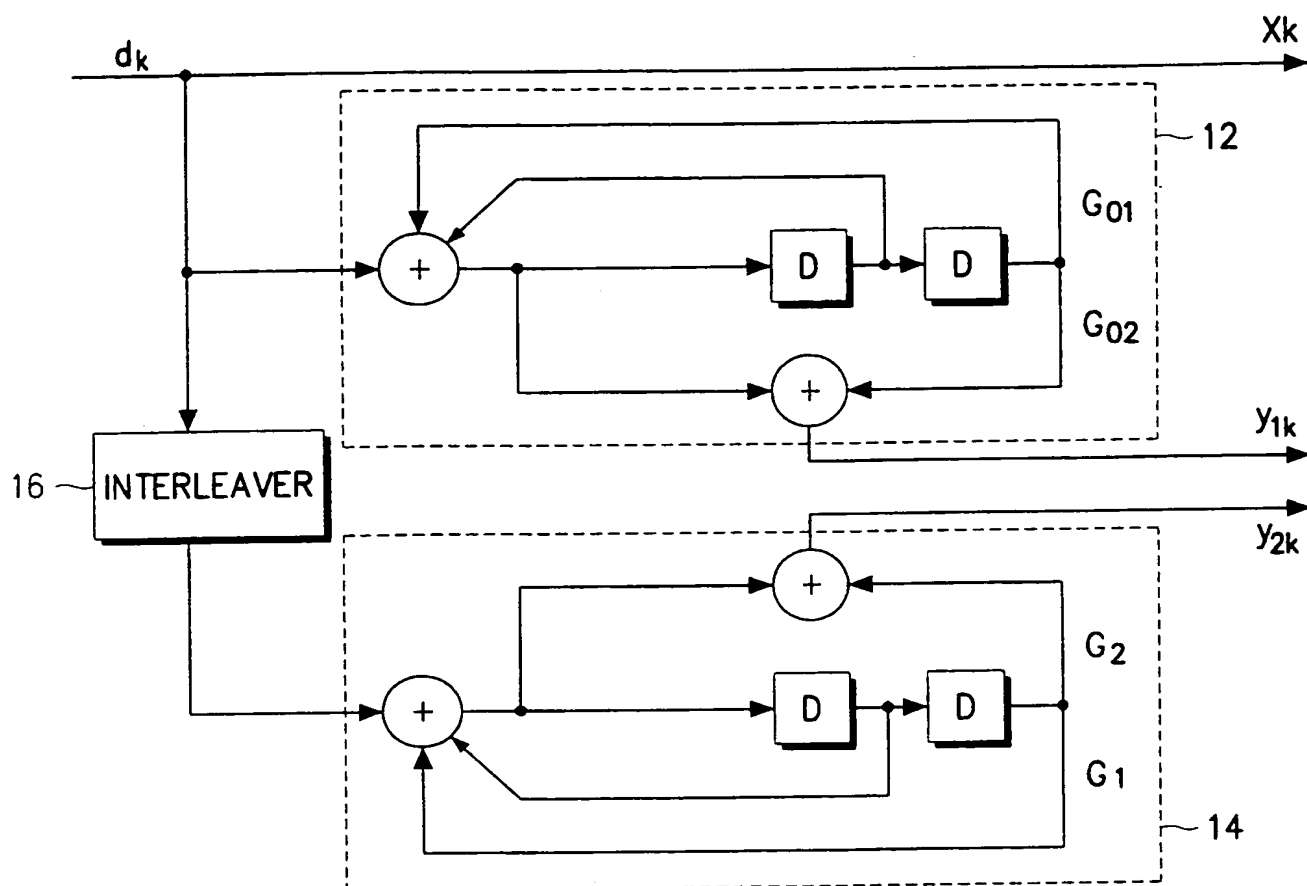 dk
Xk
12
G01
+
D
D
G02
+
y1k
16
INTERLEAVER
y2k
+
G2
+
D
D
G1
14